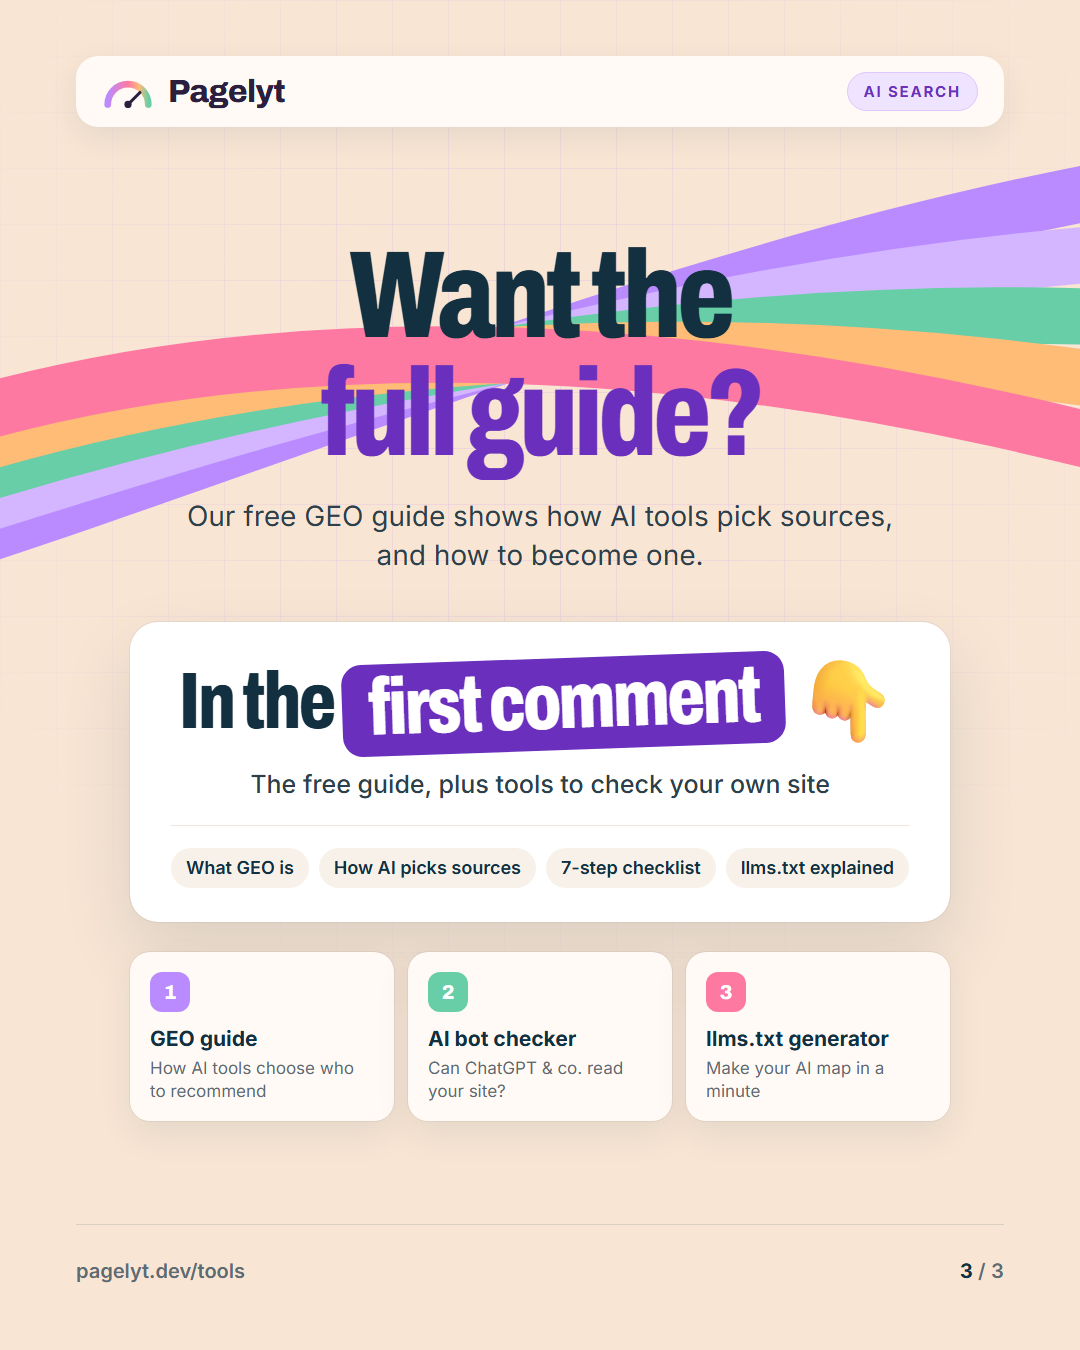 Pagelyt
AI SEARCH
Want the
full guide?
Our free GEO guide shows how AI tools pick sources,
and how to become one.
In the first comment 👇
The free guide, plus tools to check your own site
What GEO is
How AI picks sources
7-step checklist
llms.txt explained
1
GEO guide
How AI tools choose who
to recommend
2
AI bot checker
Can ChatGPT & co. read
your site?
3
llms.txt generator
Make your AI map in a
minute
pagelyt.dev/tools
3 / 3